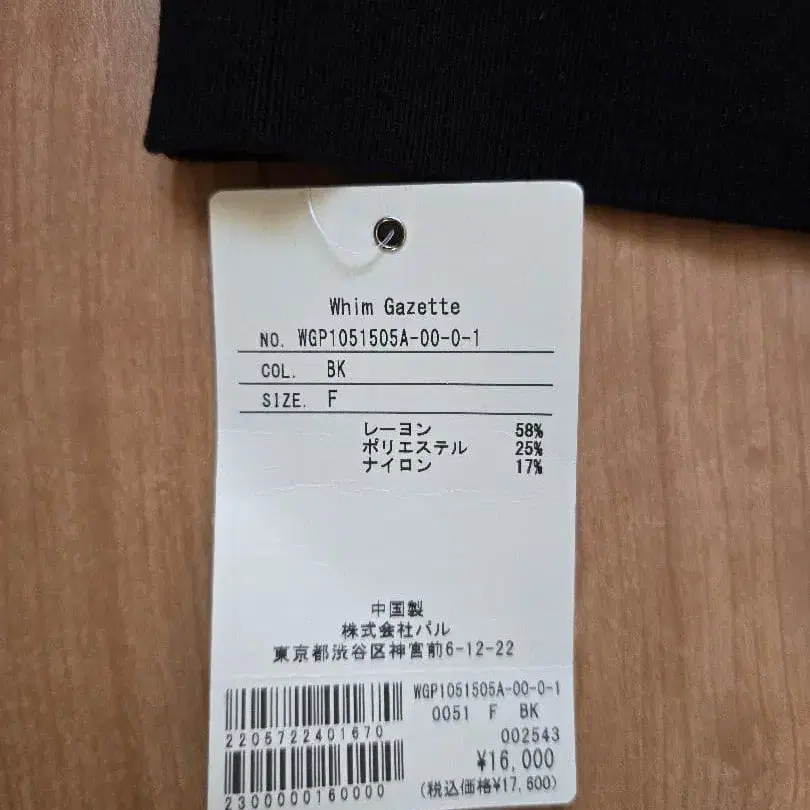 Whim Gazette
NO. WGP1051505A-00-0-1
COL. BK
SIZE. F
レーヨン 58%
ポリエステル 25%
ナイロン 17%
中国製
株式会社パル
東京都渋谷区神宮前6-12-22
WGP1051505A-00-0-1
0051 F BK
2205722401670
002543
¥16,000
2300000160000
(税込価格¥17,600)